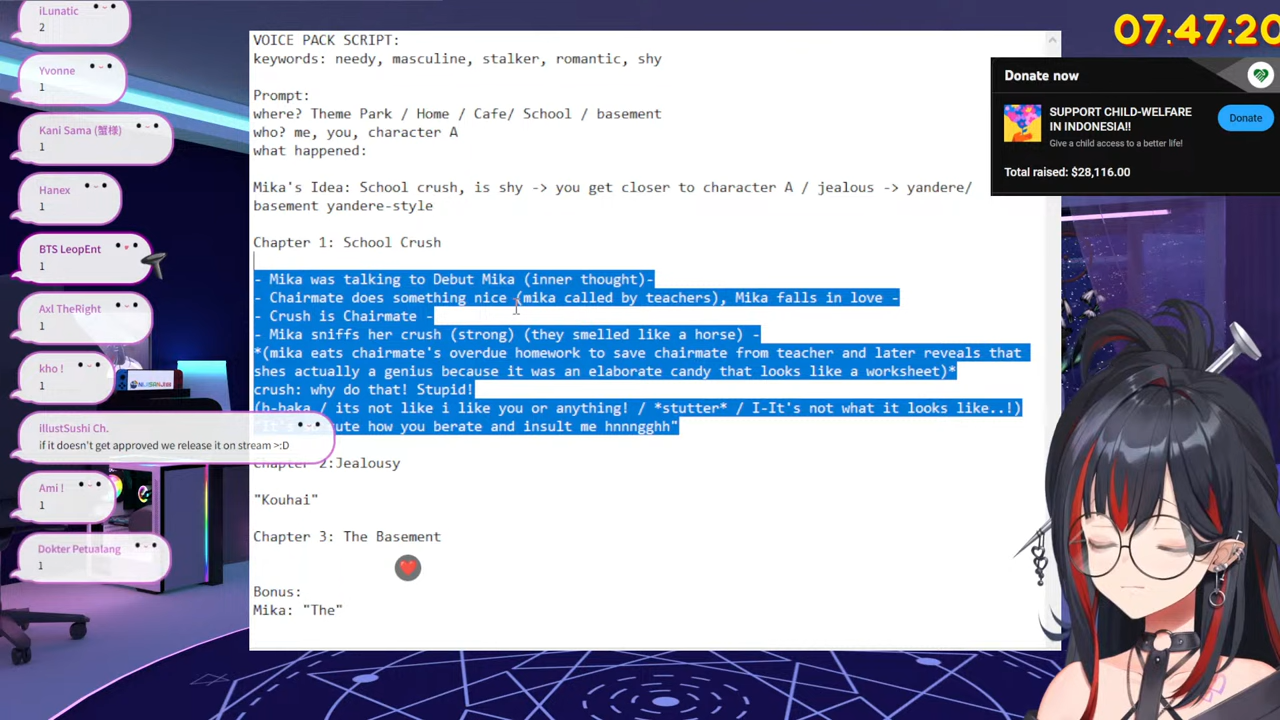 iLunatic
2
Yvonne
1
Kani Sama (蟹様)
1
Hanex
1
BTS LeopEnt
1
Axl TheRight
1
kho !
1
illustSushi Ch.
if it doesn't get approved we release it on stream >:D
Ami !
1
Dokter Petualang
1
NIJISANJI
VOICE PACK SCRIPT:
keywords: needy, masculine, stalker, romantic, shy
Prompt:
where? Theme Park / Home / Cafe/ School / basement
who? me, you, character A
what happened:
Mika's Idea: School crush, is shy -> you get closer to character A / jealous -> yandere/
basement yandere-style
Chapter 1: School Crush
- Mika was talking to Debut Mika (inner thought)-
- Chairmate does something nice (mika called by teachers), Mika falls in love -
- Crush is Chairmate -
- Mika sniffs her crush (strong) (they smelled like a horse) -
*(mika eats chairmate's overdue homework to save chairmate from teacher and later reveals that
shes actually a genius because it was an elaborate candy that looks like a worksheet)*
crush: why do that! Stupid!
(h-baka / its not like i like you or anything! / *stutter* / I-It's not what it looks like..!)
"It's cute how you berate and insult me hnnngghh"
Chapter 2:Jealousy
"Kouhai"
Chapter 3: The Basement
Bonus:
Mika: "The"
07:47:20
Donate now
SUPPORT CHILD-WELFARE
IN INDONESIA!!
Give a child access to a better life!
Donate
Total raised: $28,116.00